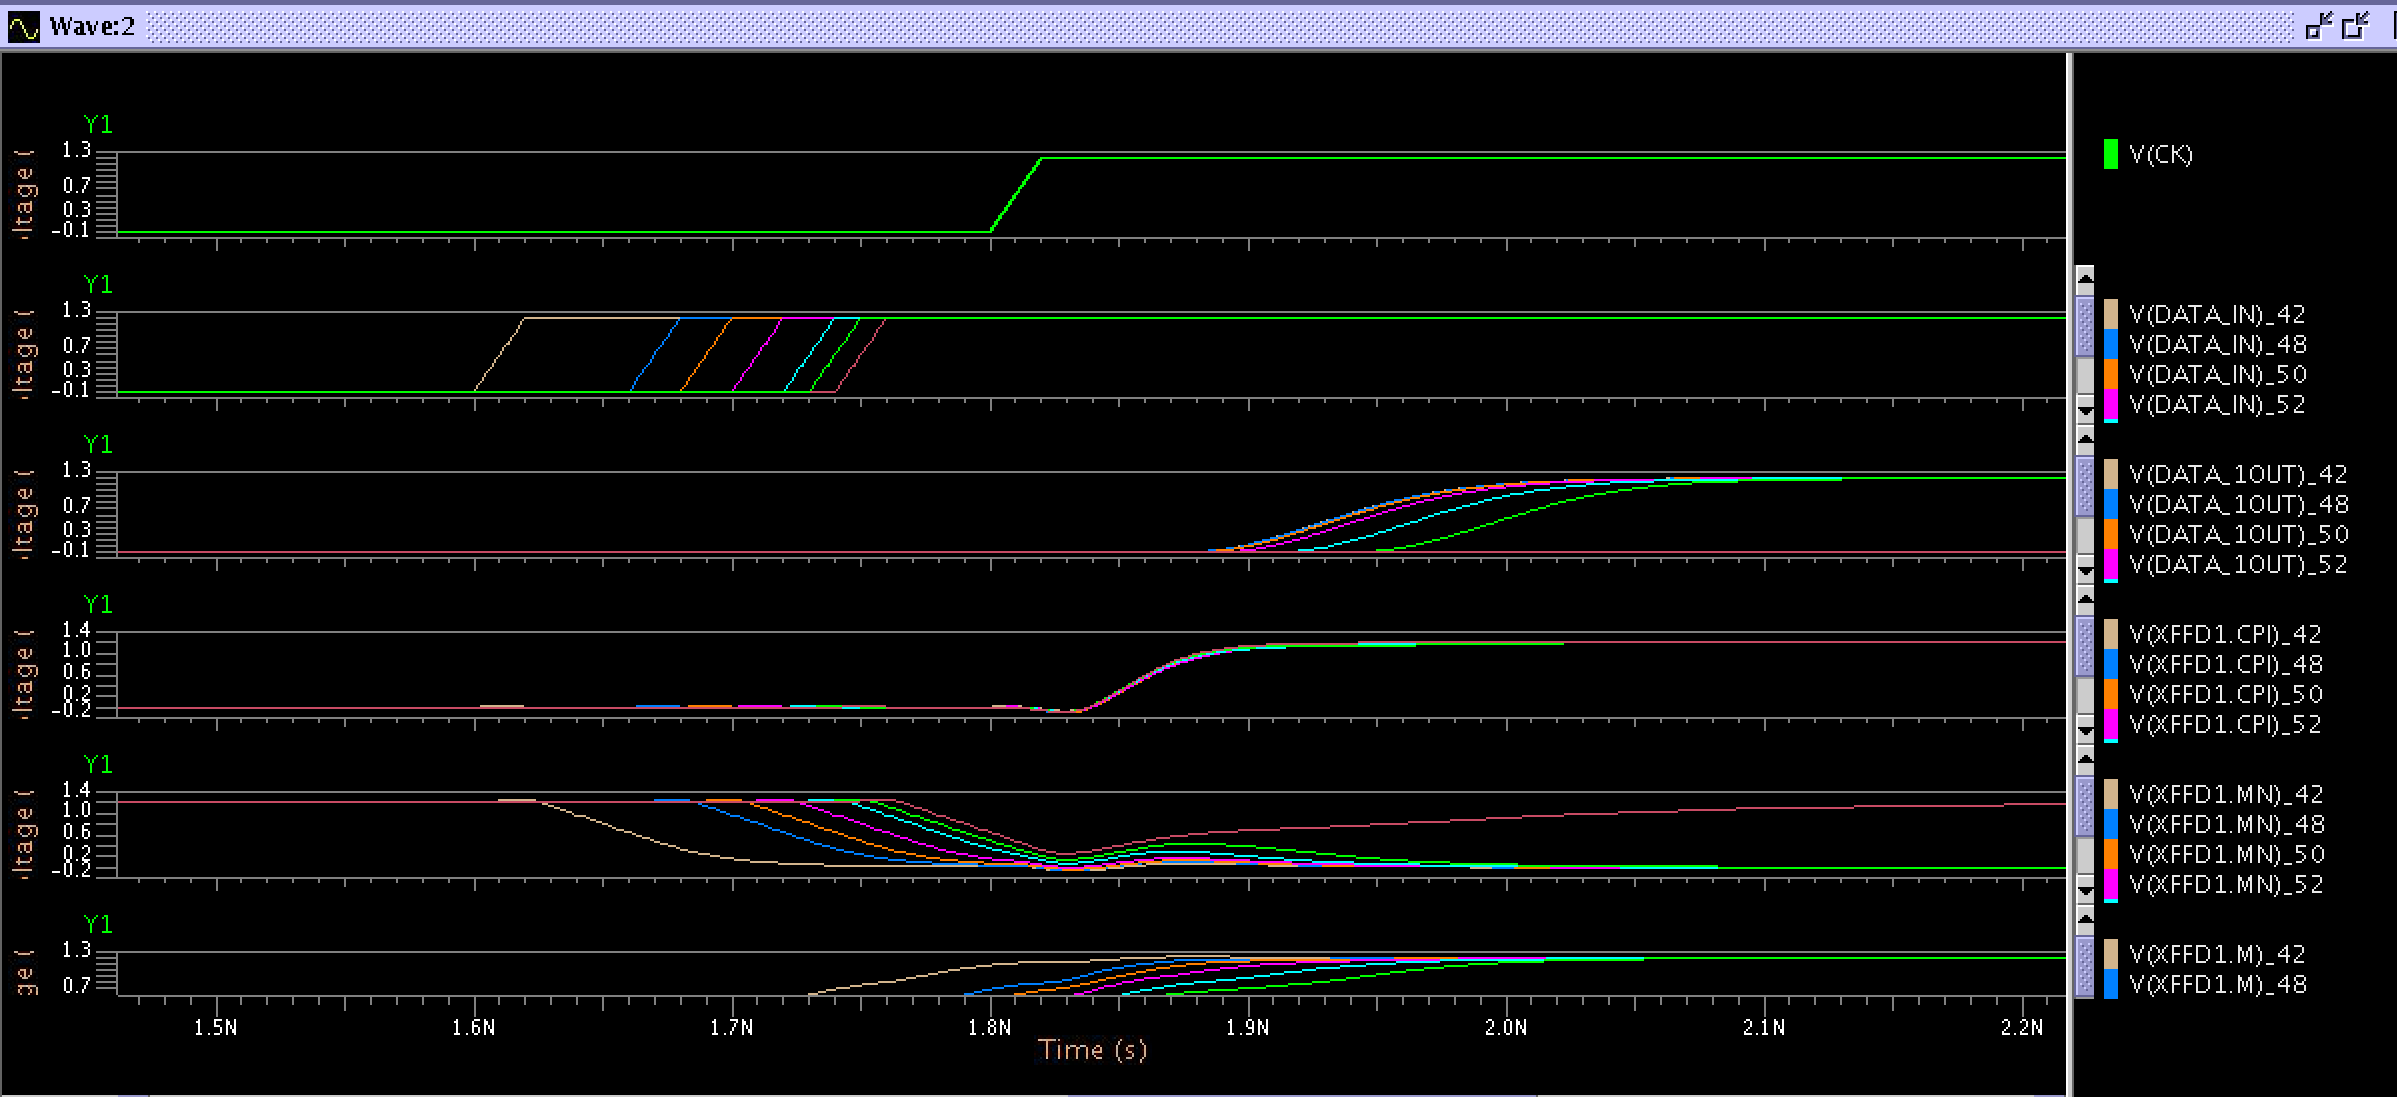 Wave:2
Y1
1.3
0.7
0.3
-0.1
V(CK)
Y1
1.3
0.7
0.3
-0.1
V(DATA_IN)_42
V(DATA_IN)_48
V(DATA_IN)_50
V(DATA_IN)_52
Y1
1.3
0.7
0.3
-0.1
V(DATA_1OUT)_42
V(DATA_1OUT)_48
V(DATA_1OUT)_50
V(DATA_1OUT)_52
Y1
1.4
1.0
0.6
0.2
-0.2
V(XFFD1.CPI)_42
V(XFFD1.CPI)_48
V(XFFD1.CPI)_50
V(XFFD1.CPI)_52
Y1
1.4
1.0
0.6
0.2
-0.2
V(XFFD1.MN)_42
V(XFFD1.MN)_48
V(XFFD1.MN)_50
V(XFFD1.MN)_52
Y1
1.3
0.7
V(XFFD1.M)_42
V(XFFD1.M)_48
1.5N 1.6N 1.7N 1.8N 1.9N 2.0N 2.1N 2.2N
Time (s)